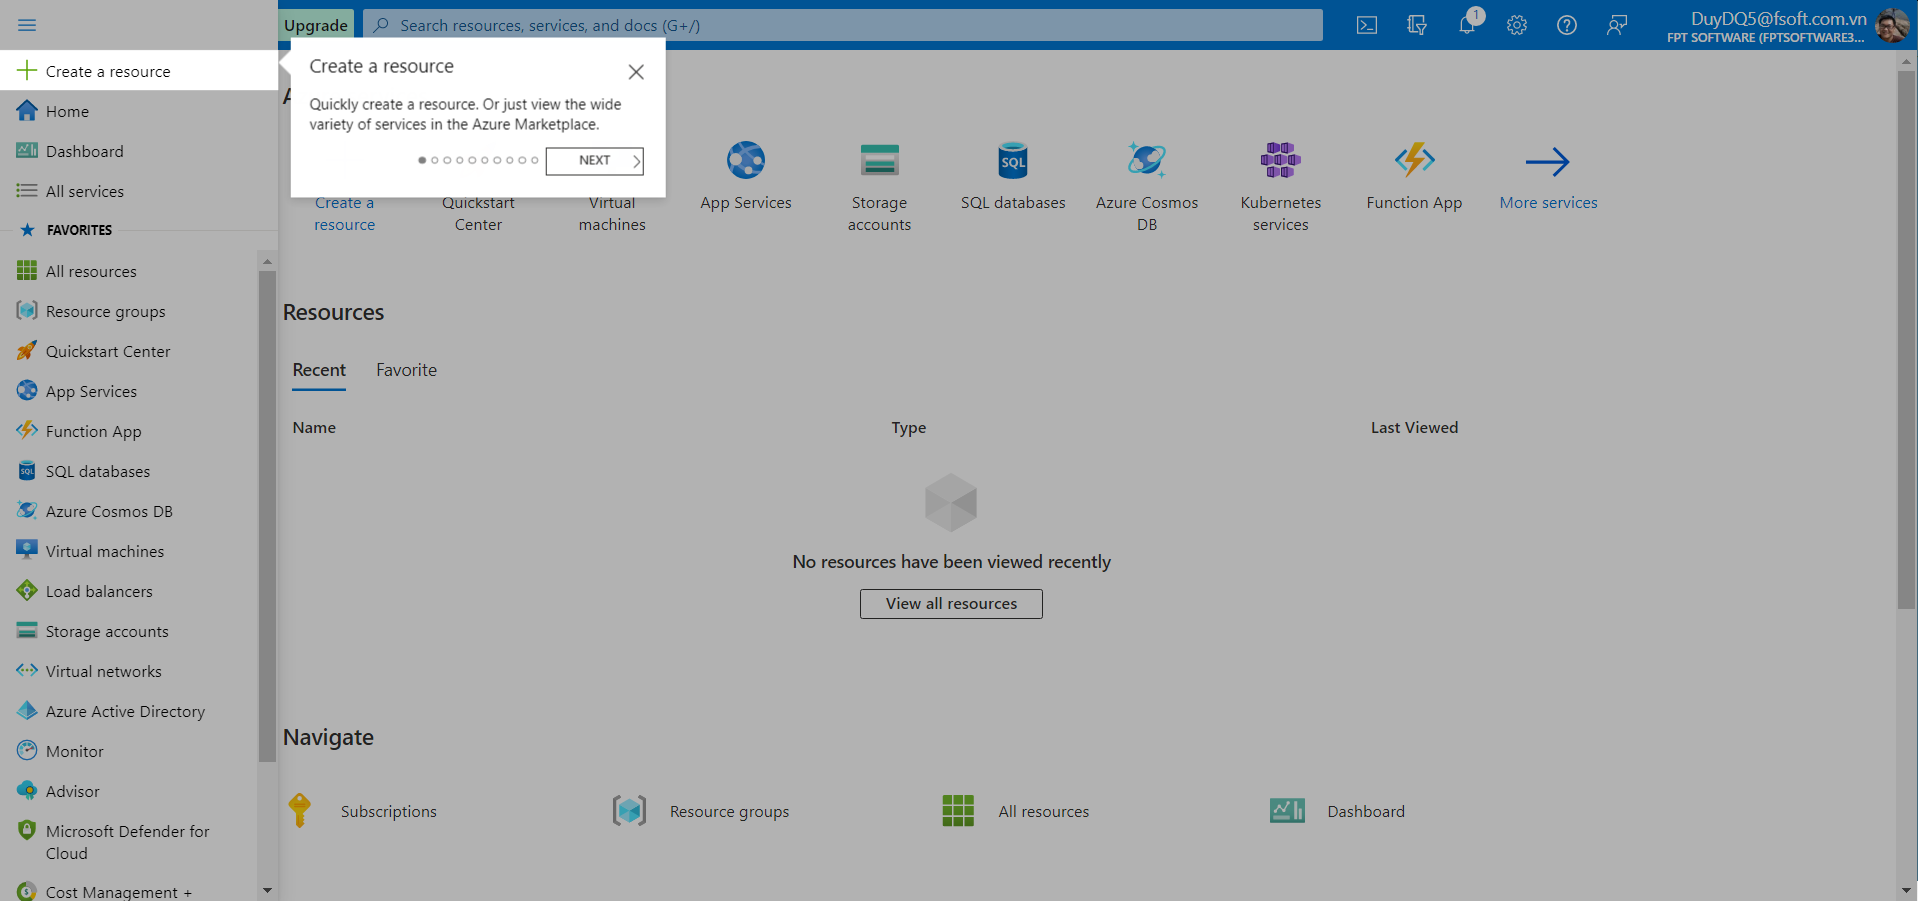 Upgrade
Search resources, services, and docs (G+/)
1
DuyDQ5@fsoft.com.vn
FPT SOFTWARE (FPTSOFTWARE3...
Create a resource
Home
Dashboard
All services
FAVORITES
All resources
Resource groups
Quickstart Center
App Services
Function App
SQL databases
Azure Cosmos DB
Virtual machines
Load balancers
Storage accounts
Virtual networks
Azure Active Directory
Monitor
Advisor
Microsoft Defender for
Cloud
Cost Management +
Create a resource
Quickly create a resource. Or just view the wide
variety of services in the Azure Marketplace.
NEXT
Create a
resource
Quickstart
Center
Virtual
machines
App Services
Storage
accounts
SQL
SQL databases
Azure Cosmos
DB
Kubernetes
services
Function App
More services
Resources
Recent
Favorite
Name
Type
Last Viewed
No resources have been viewed recently
View all resources
Navigate
Subscriptions
Resource groups
All resources
Dashboard